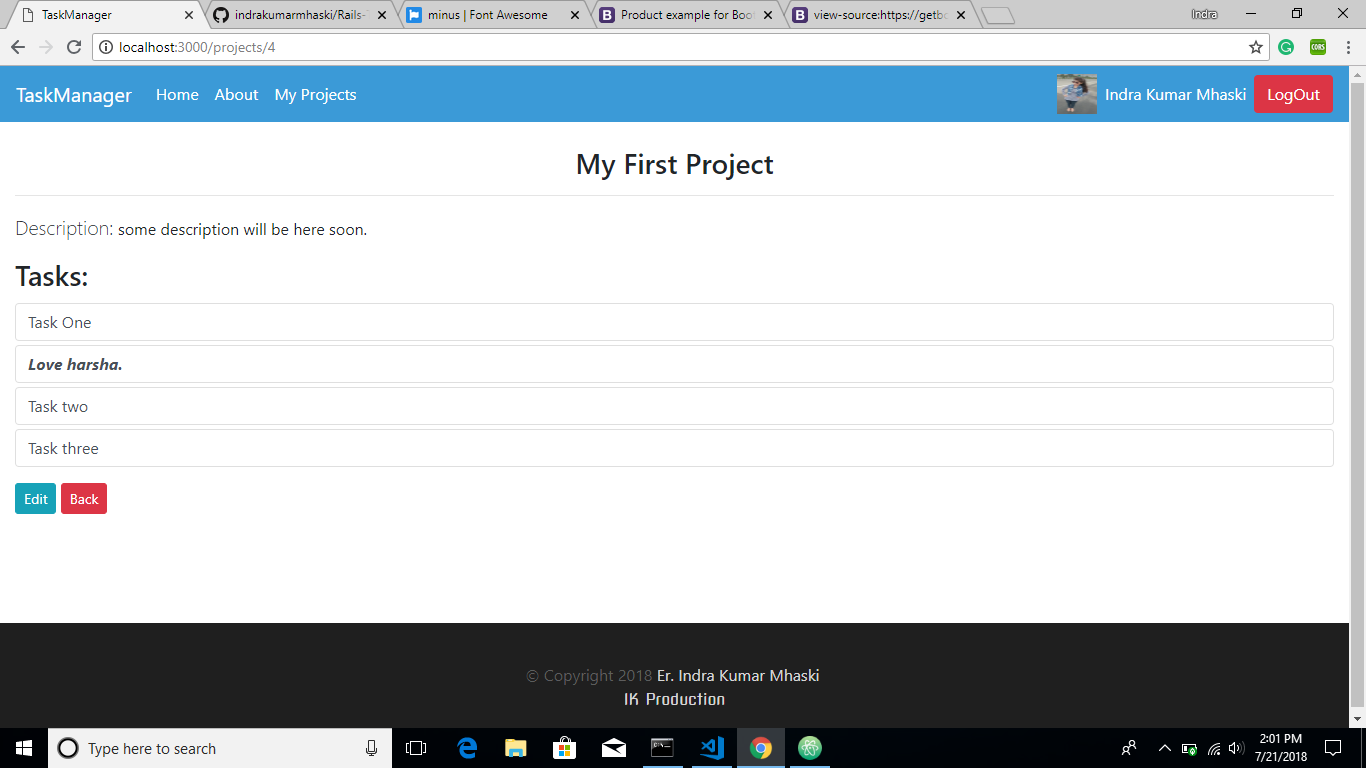 TaskManager
indrakumarmhaski/Rails-
minus | Font Awesome
Product example for Boo
view-source:https://getbo
Indra
localhost:3000/projects/4
CORS
TaskManager Home About My Projects Indra Kumar Mhaski LogOut
My First Project
Description: some description will be here soon.
Tasks:
Task One
Love harsha.
Task two
Task three
Edit Back
© Copyright 2018 Er. Indra Kumar Mhaski
IK Production
Type here to search
2:01 PM
7/21/2018